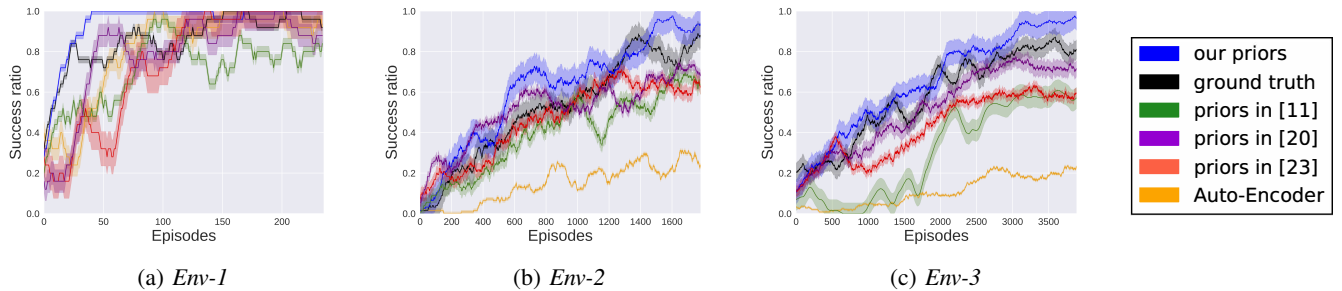 Success ratio
1.0
0.8
0.6
0.4
0.2
0.0
0 50 100 150 200
Episodes
(a) Env-1
Success ratio
1.0
0.8
0.6
0.4
0.2
0.0
0 200 400 600 800 1000 1200 1400 1600
Episodes
(b) Env-2
Success ratio
1.0
0.8
0.6
0.4
0.2
0.0
0 500 1000 1500 2000 2500 3000 3500
Episodes
(c) Env-3
our priors
ground truth
priors in [11]
priors in [20]
priors in [23]
Auto-Encoder